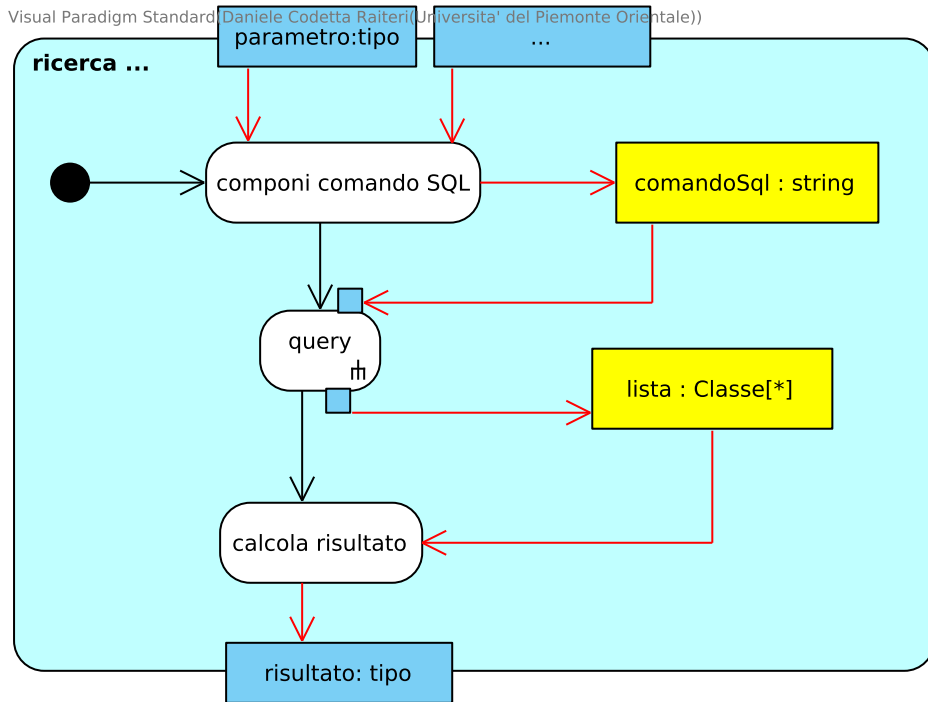 Visual Paradigm Standard(Daniele Codetta Raiteri(Universita' del Piemonte Orientale))
parametro:tipo
...
ricerca ...
componi comando SQL
comandoSql : string
query
lista : Classe[*]
calcola risultato
risultato: tipo